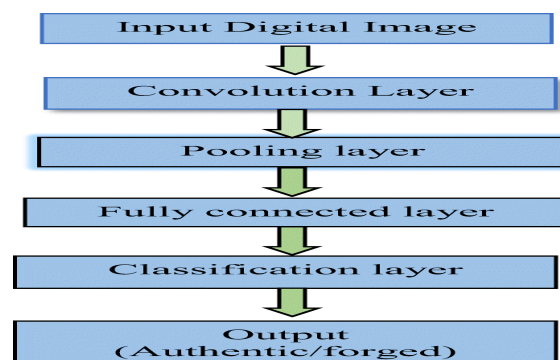 Input Digital Image
Convolution Layer
Pooling layer
Fully connected layer
Classification layer
Output
(Authentic/forged)